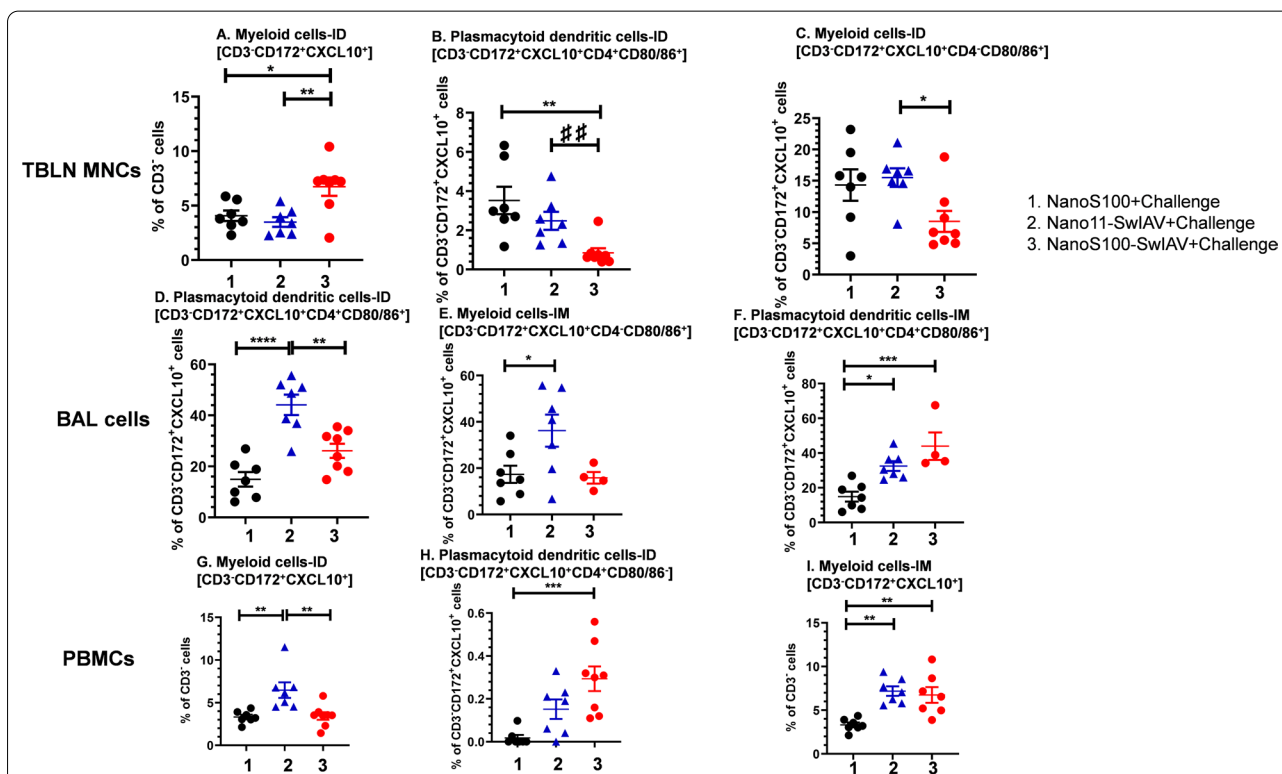 A. Myeloid cells-ID
[CD3⁻CD172⁺CXCL10⁺]
*
**
15
10
5
0
% of CD3⁻ cells
1 2 3
B. Plasmacytoid dendritic cells-ID
[CD3⁻CD172⁺CXCL10⁺CD4⁺CD80/86⁺]
**
♯♯
8
6
4
2
0
% of CD3⁻CD172⁺CXCL10⁺ cells
1 2 3
C. Myeloid cells-ID
[CD3⁻CD172⁺CXCL10⁺CD4⁻CD80/86⁺]
*
25
20
15
10
5
0
% of CD3⁻CD172⁺CXCL10⁺ cells
1 2 3
TBLN MNCs
1. NanoS100+Challenge
2. Nano11-SwIAV+Challenge
3. NanoS100-SwIAV+Challenge
D. Plasmacytoid dendritic cells-ID
[CD3⁻CD172⁺CXCL10⁺CD4⁺CD80/86⁺]
**** **
60
40
20
0
% of CD3⁻CD172⁺CXCL10⁺ cells
1 2 3
E. Myeloid cells-IM
[CD3⁻CD172⁺CXCL10⁺CD4⁻CD80/86⁺]
*
60
40
20
0
% of CD3⁻CD172⁺CXCL10⁺ cells
1 2 3
F. Plasmacytoid dendritic cells-IM
[CD3⁻CD172⁺CXCL10⁺CD4⁺CD80/86⁺]
***
*
80
60
40
20
0
% of CD3⁻CD172⁺CXCL10⁺ cells
1 2 3
BAL cells
G. Myeloid cells-ID
[CD3⁻CD172⁺CXCL10⁺]
** **
15
10
5
0
% of CD3⁻ cells
1 2 3
H. Plasmacytoid dendritic cells-ID
[CD3⁻CD172⁺CXCL10⁺CD4⁺CD80/86⁻]
***
0.6
0.4
0.2
0.0
% of CD3⁻CD172⁺CXCL10⁺ cells
1 2 3
I. Myeloid cells-IM
[CD3⁻CD172⁺CXCL10⁺]
**
**
15
10
5
0
% of CD3⁻ cells
1 2 3
PBMCs